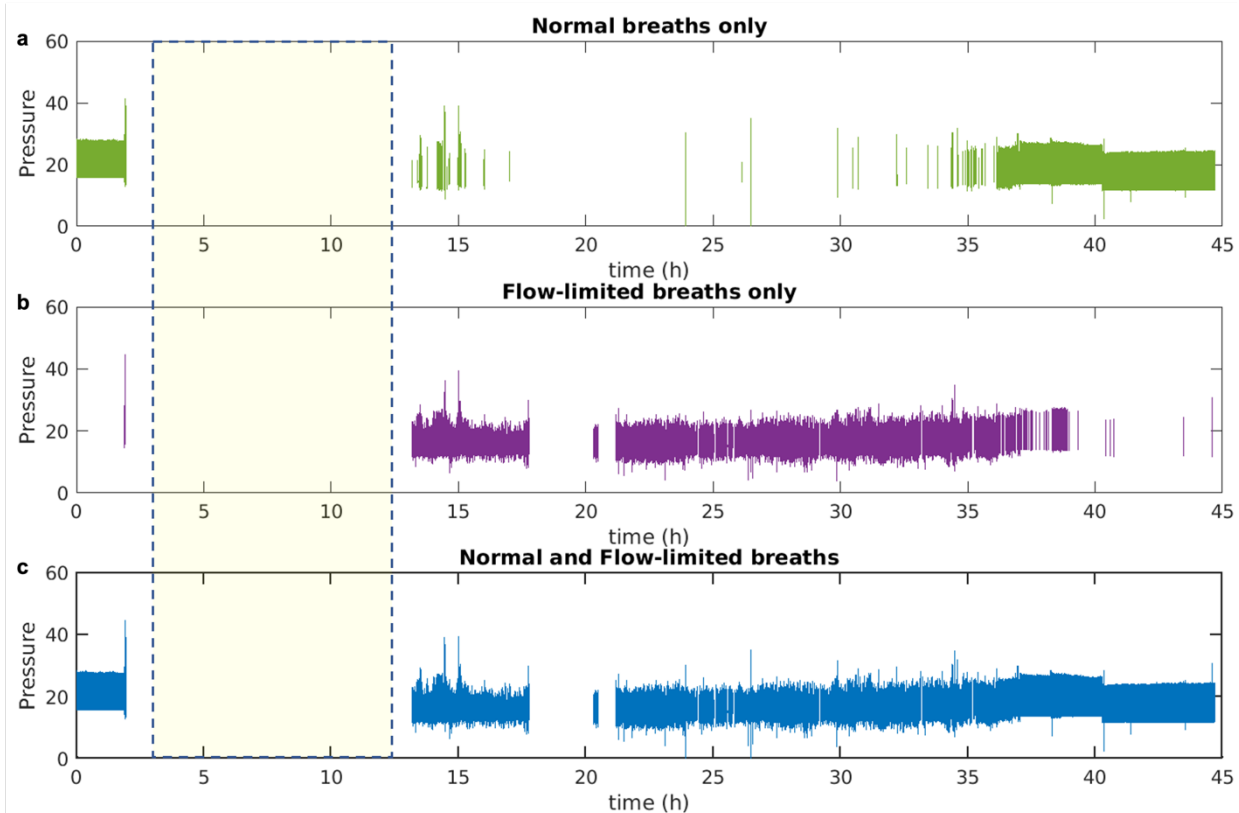 a
Normal breaths only
60
40
20
0
Pressure
0 5 10 15 20 25 30 35 40 45
time (h)
b
Flow-limited breaths only
60
40
20
0
Pressure
0 5 10 15 20 25 30 35 40 45
time (h)
c
Normal and Flow-limited breaths
60
40
20
0
Pressure
0 5 10 15 20 25 30 35 40 45
time (h)